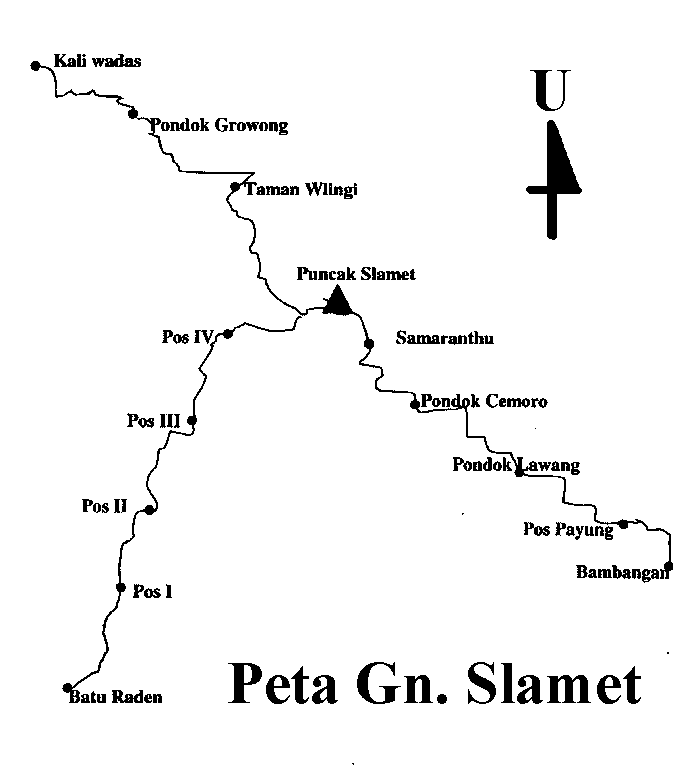 Kali wadas
U
Pondok Growong
Taman Wlingi
Puncak Slamet
Pos IV
Samaranthu
Pondok Cemoro
Pos III
Pondok Lawang
Pos II
Pos Payung
Bambangan
Pos I
Batu Raden
Peta Gn. Slamet